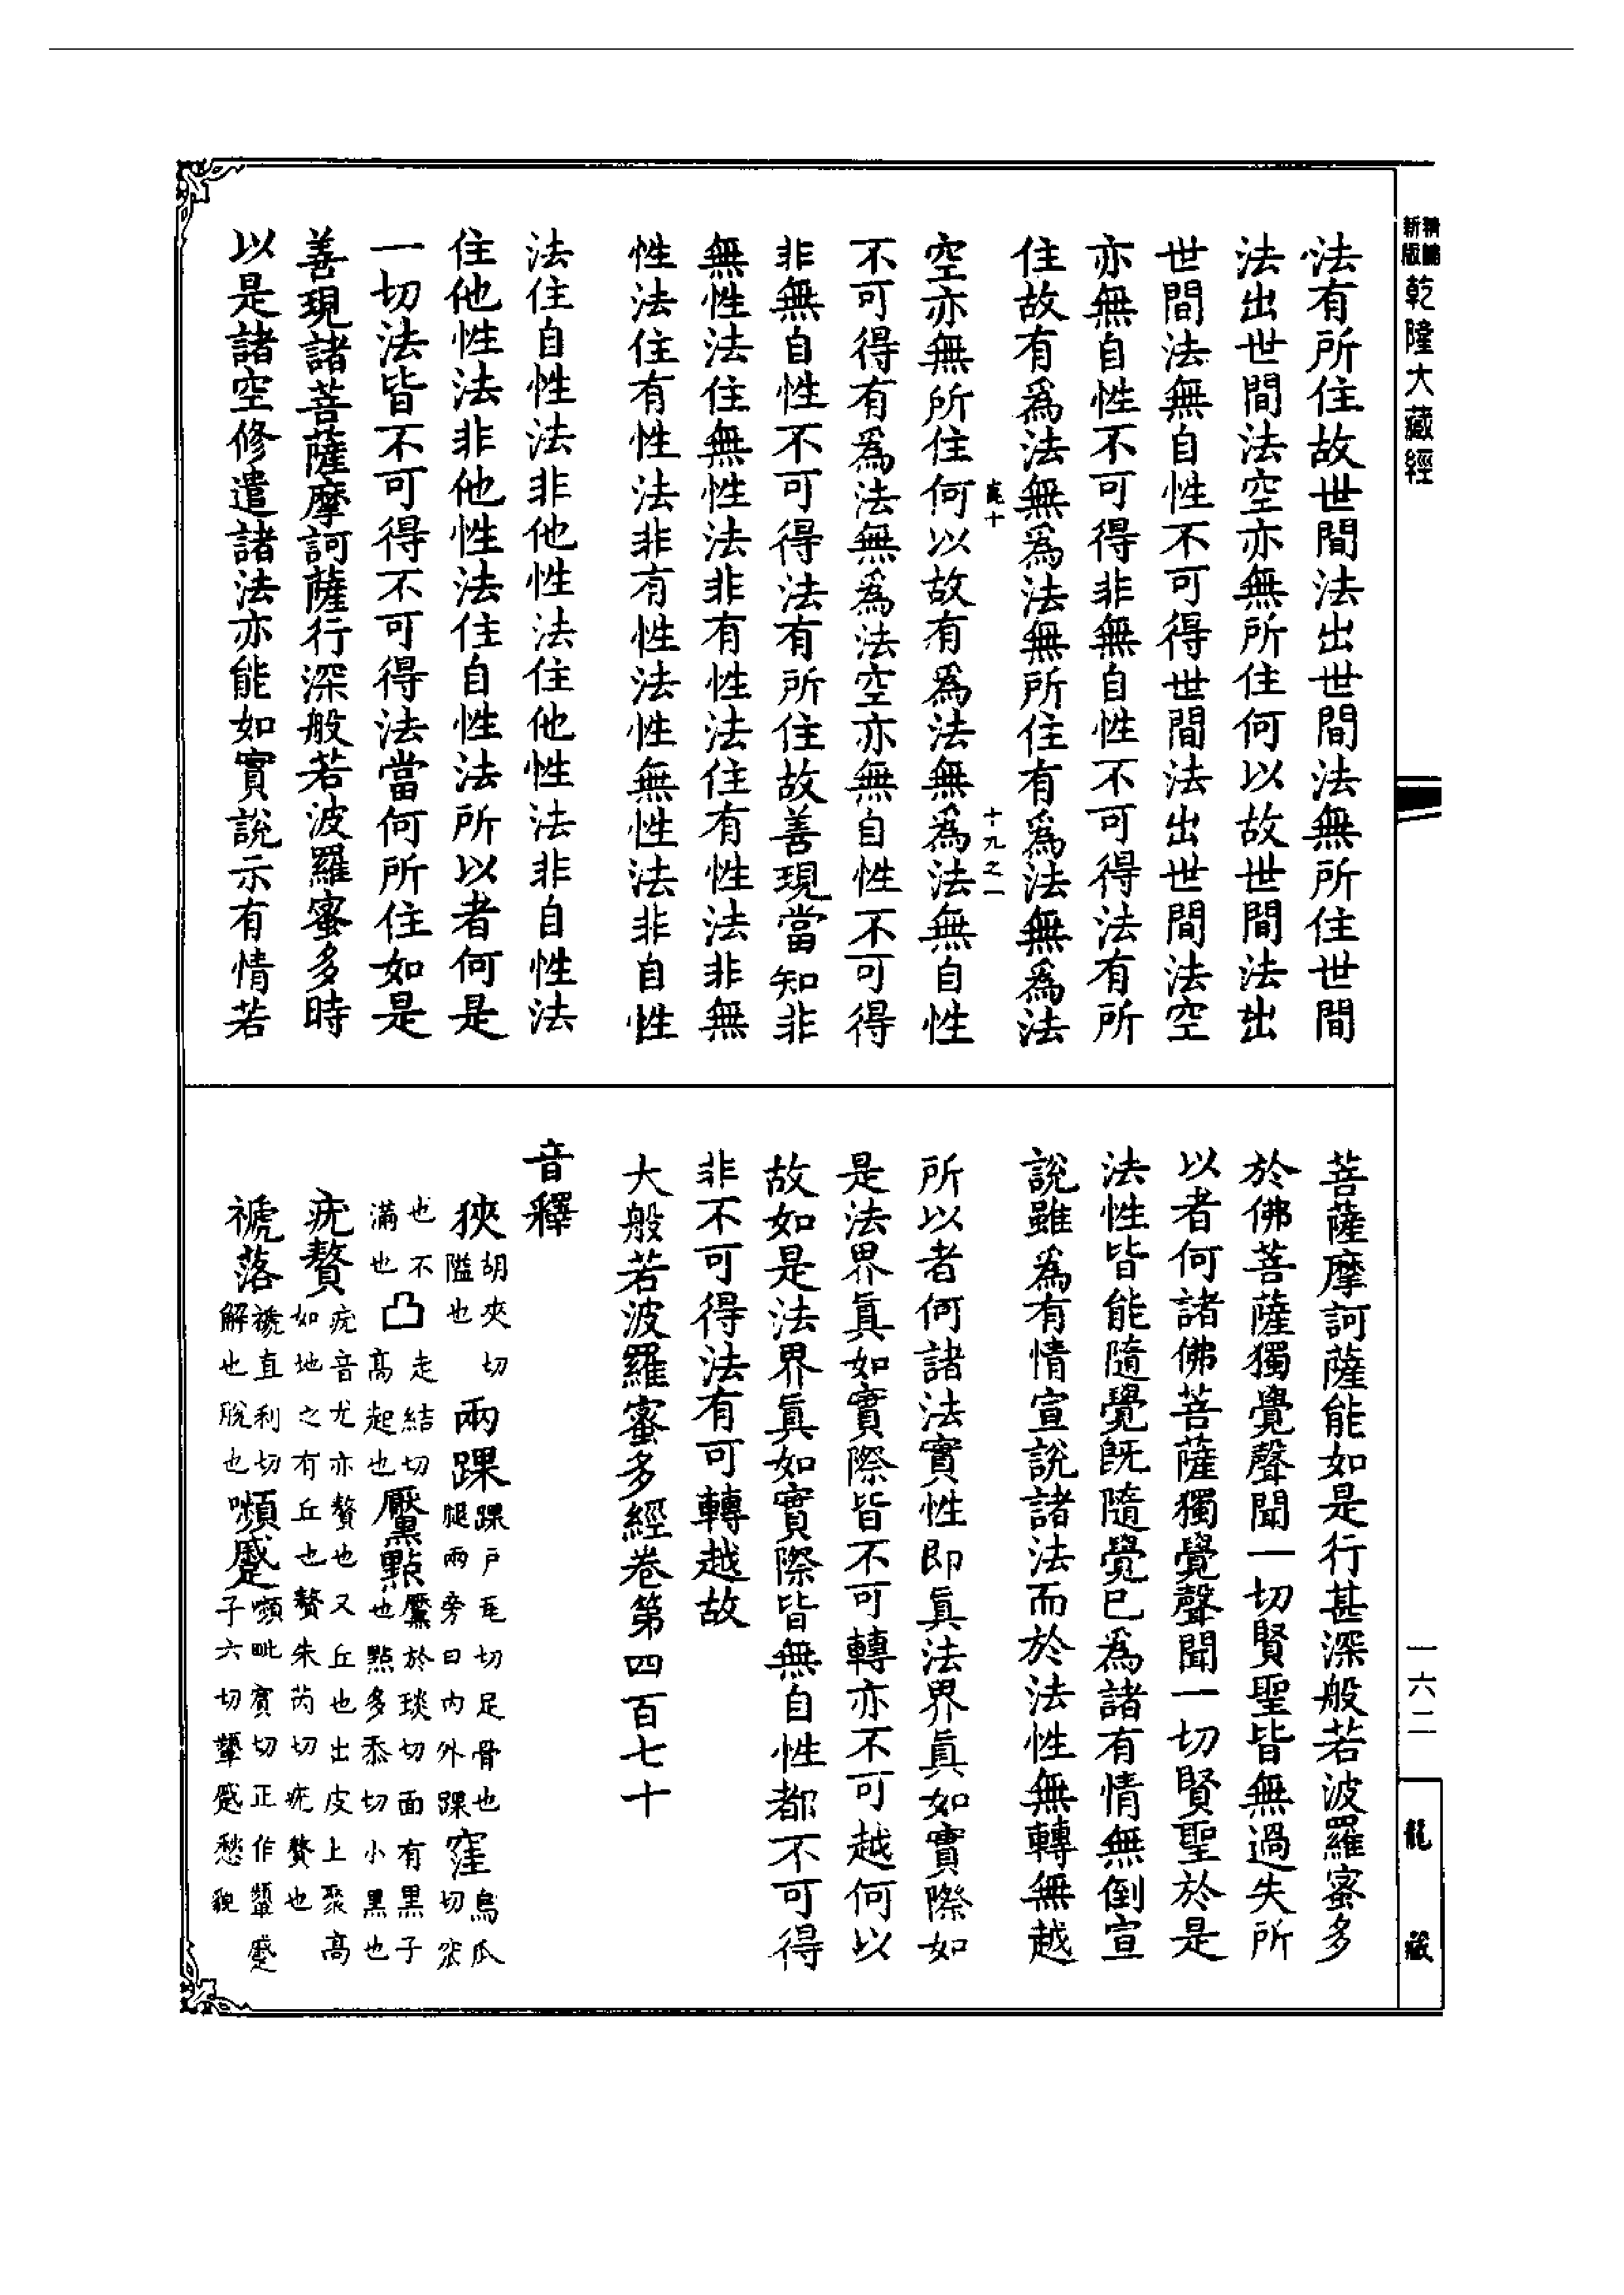 精編
新版
乾隆大藏經
一六二
龍藏
法有所住故世間法出世間法無所住世間
法出世間法空亦無所住何以故世間法出
世間法無自性不可得世間法出世間法空
亦無自性不可得非無自性不可得法有所
住故有爲法無爲法無所住有爲法無爲法
十九之一
空亦無所住何以故有爲法無爲法無自性
不可得有爲法無爲法空亦無自性不可得
非無自性不可得法有所住故善現當知非
無性法住無性法非有性法住有性法非無
性法住有性法非有性法性無性法非自性
法住自性法非他性法住他性法非自性法
住他性法非他性法住自性法所以者何是
一切法皆不可得不可得法當何所住如是
善現諸菩薩摩訶薩行深般若波羅蜜多時
以是諸空修遣諸法亦能如實說示有情若
菩薩摩訶薩能如是行甚深般若波羅蜜多
於佛菩薩獨覺聲聞一切賢聖皆無過失所
以者何諸佛菩薩獨覺聲聞一切賢聖於是
法性皆能隨覺既隨覺已爲諸有情無倒宣
說雖爲有情宣說諸法而於法性無轉無越
所以者何諸法實性即眞法界眞如實際如
是法界眞如實際皆不可轉亦不可越何以
故如是法界眞如實際皆無自性都不可得
非不可得法有可轉越故
大般若波羅蜜多經卷第四百七十
音釋
狹胡夾切隘也 兩踝踝戶瓦切足骨也腿兩旁曰內外踝 窪烏瓜切窊
也不滿也 凸走結切高起也 黶點黶於琰切面有黑子也點多忝切小黑也
疣贅疣音尤亦贅也又丘也出皮上聚高如地之有丘也贅朱芮切疣贅也
褫落褫直利切解也脫也 嚬蹙嚬毗賓切正作顰蹙子六切顰蹙愁貌